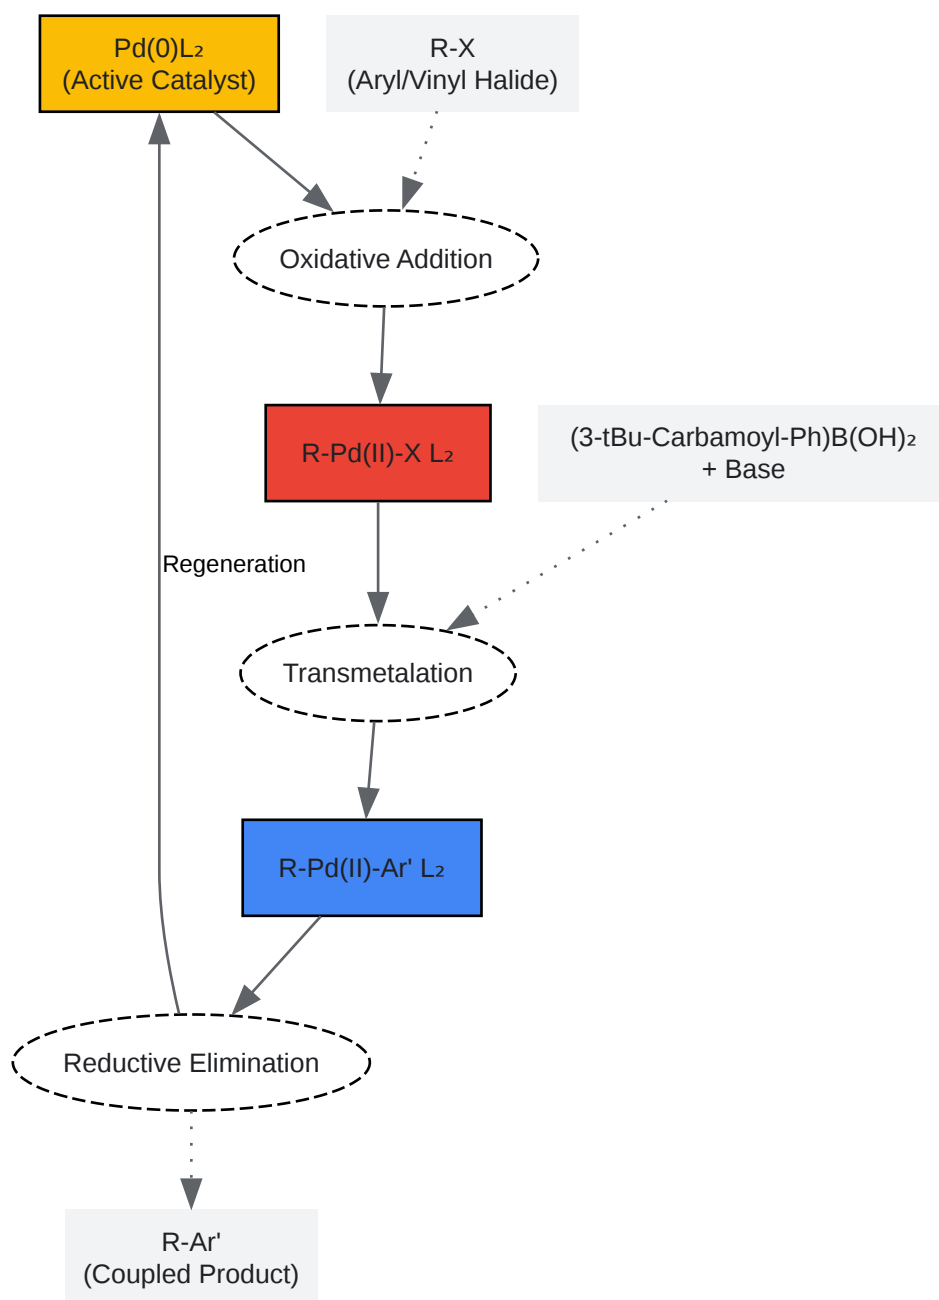 Pd(0)L₂
(Active Catalyst)
R-X
(Aryl/Vinyl Halide)
Oxidative Addition
R-Pd(II)-X L₂
(3-tBu-Carbamoyl-Ph)B(OH)₂
+ Base
Regeneration
Transmetalation
R-Pd(II)-Ar' L₂
Reductive Elimination
R-Ar'
(Coupled Product)